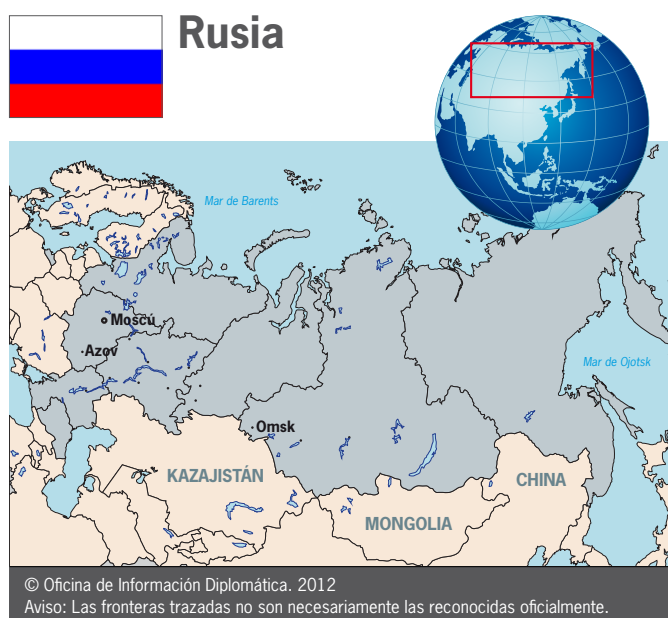 Rusia
Mar de Barents
Moscú
Azov
Mar de Ojotsk
Omsk
KAZAJISTÁN
CHINA
MONGOLIA
© Oficina de Información Diplomática. 2012
Aviso: Las fronteras trazadas no son necesariamente las reconocidas oficialmente.